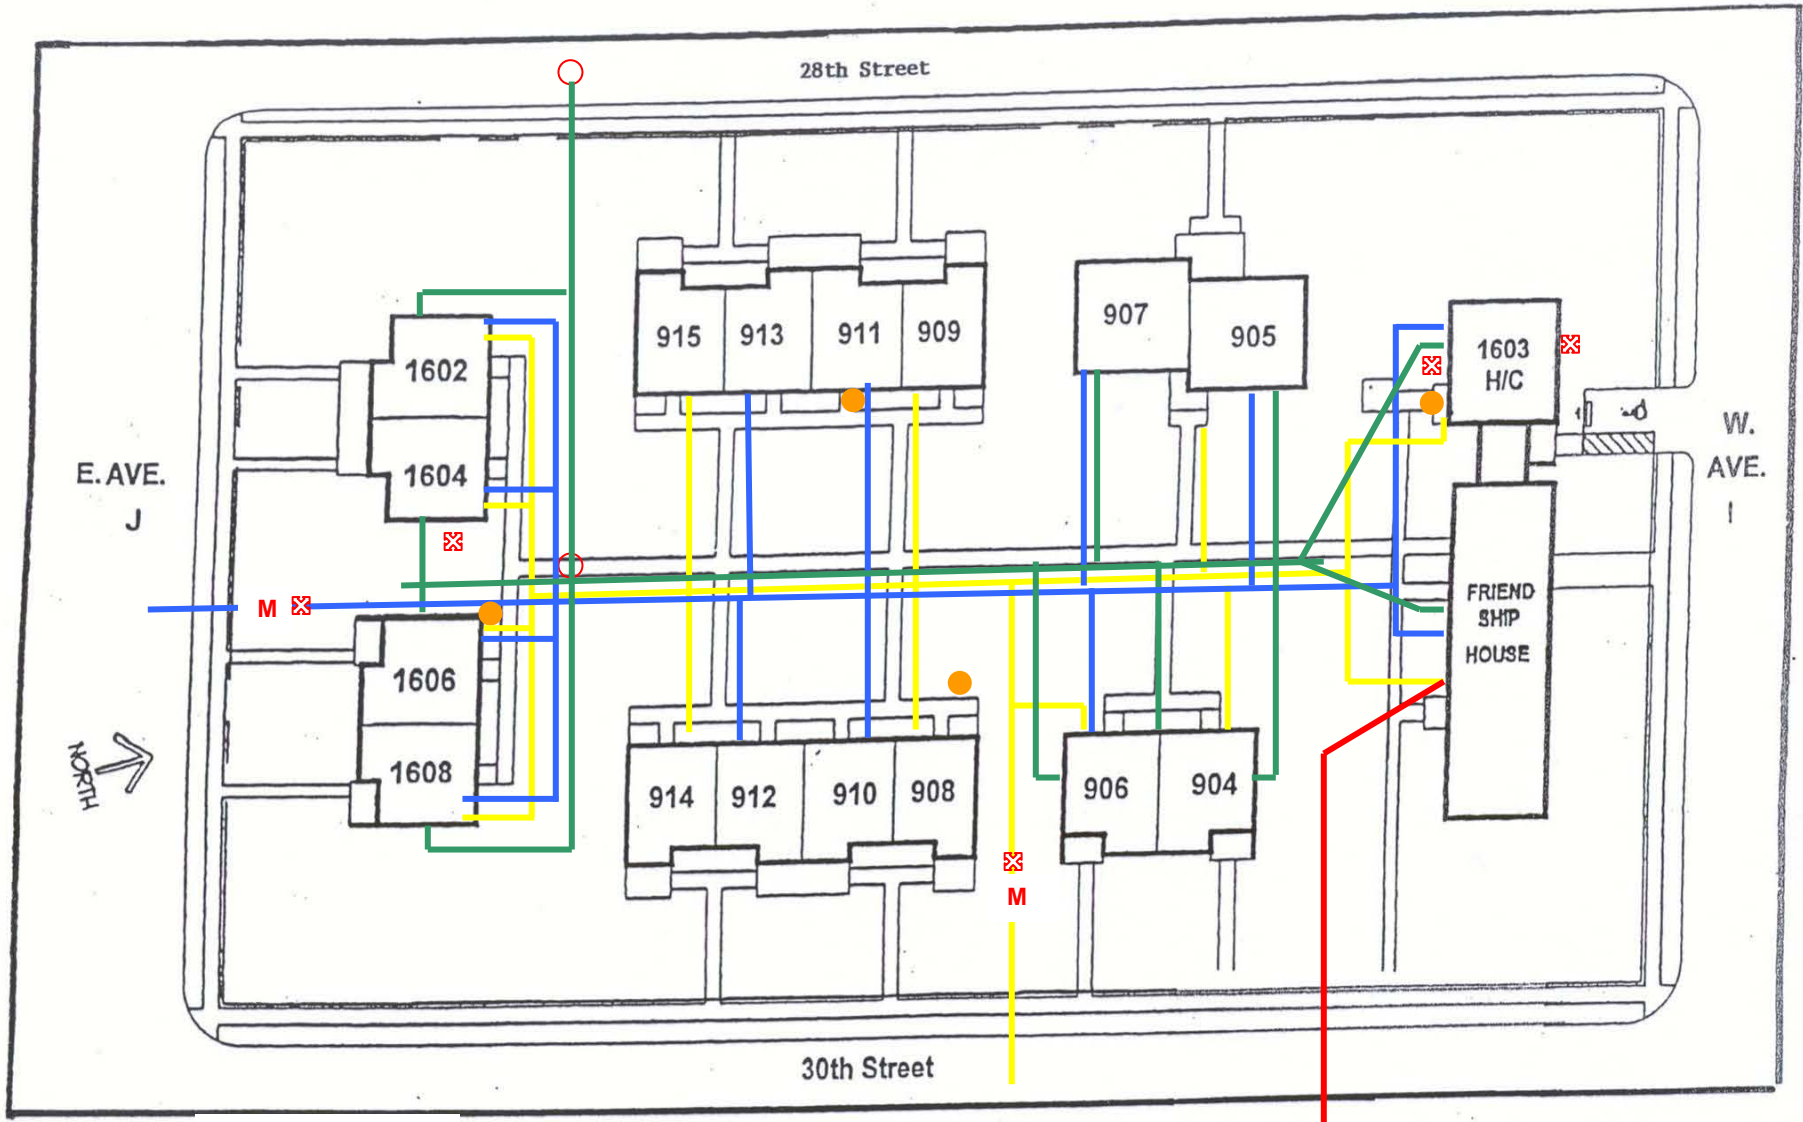 28th Street
915 913 911 909
907
905
1602
1604
1603
H/C
E. AVE.
J
W.
AVE.
I
M
FRIEND
SHIP
HOUSE
1606
1608
NORTH
914 912 910 908
906 904
M
30th Street